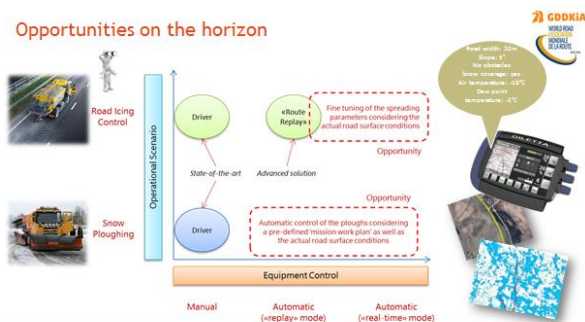 Opportunities on the horizon
GDDKiA
WORLD ROAD
ASSOCIATION
MONDIALE
DE LA ROUTE
Road width: 10m
Slope: 5°
No obstacles
Snow coverage: yes
Air temperature: -10°C
Dew point
temperature: -2°C
Road Icing
Control
Operational Scenario
Driver
«Route
Replay»
Fine tuning of the spreading
parameters considering the
actual road surface conditions
Opportunity
State-of-the-art
Advanced solution
GILETTA
Snow
Ploughing
Driver
Opportunity
Automatic control of the ploughs considering
a pre-defined 'mission work plan' as well as
the actual road surface conditions
Equipment Control
Manual
Automatic
(«replay» mode)
Automatic
(«real-time» mode)